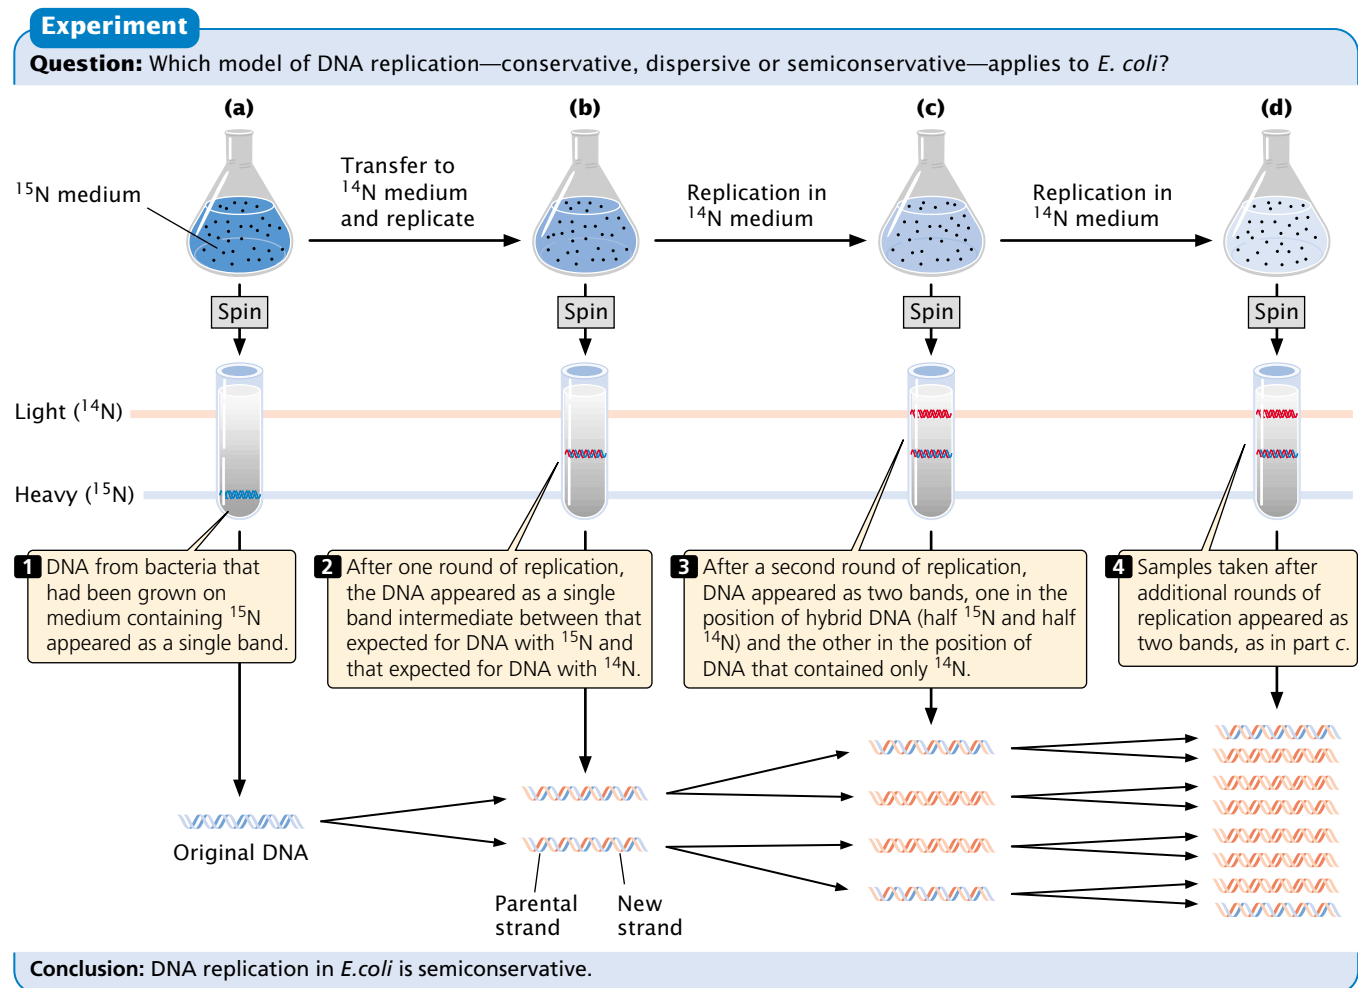 Experiment
Question: Which model of DNA replication—conservative, dispersive or semiconservative—applies to E. coli?
(a)
(b)
(c)
(d)
15N medium
Transfer to
14N medium
and replicate
Replication in
14N medium
Replication in
14N medium
Spin
Spin
Spin
Spin
Light (14N)
Heavy (15N)
1 DNA from bacteria that
had been grown on
medium containing 15N
appeared as a single band.
2 After one round of replication,
the DNA appeared as a single
band intermediate between that
expected for DNA with 15N and
that expected for DNA with 14N.
3 After a second round of replication,
DNA appeared as two bands, one in the
position of hybrid DNA (half 15N and half
14N) and the other in the position of
DNA that contained only 14N.
4 Samples taken after
additional rounds of
replication appeared as
two bands, as in part c.
Original DNA
Parental
strand
New
strand
Conclusion: DNA replication in E.coli is semiconservative.